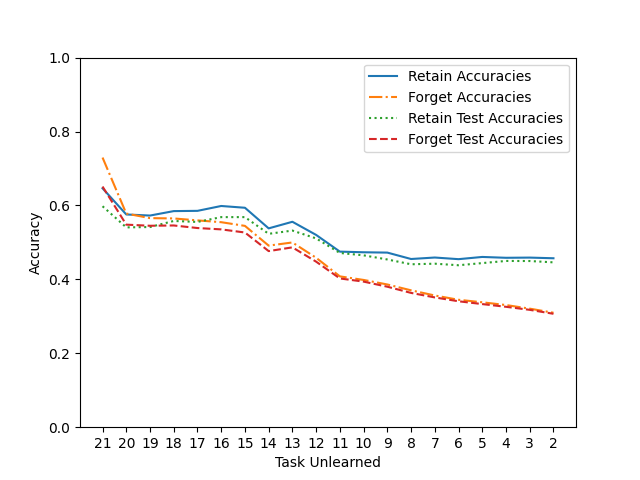 1.0
0.8
0.6
0.4
0.2
0.0
Accuracy
Retain Accuracies
Forget Accuracies
Retain Test Accuracies
Forget Test Accuracies
21 20 19 18 17 16 15 14 13 12 11 10 9 8 7 6 5 4 3 2
Task Unlearned